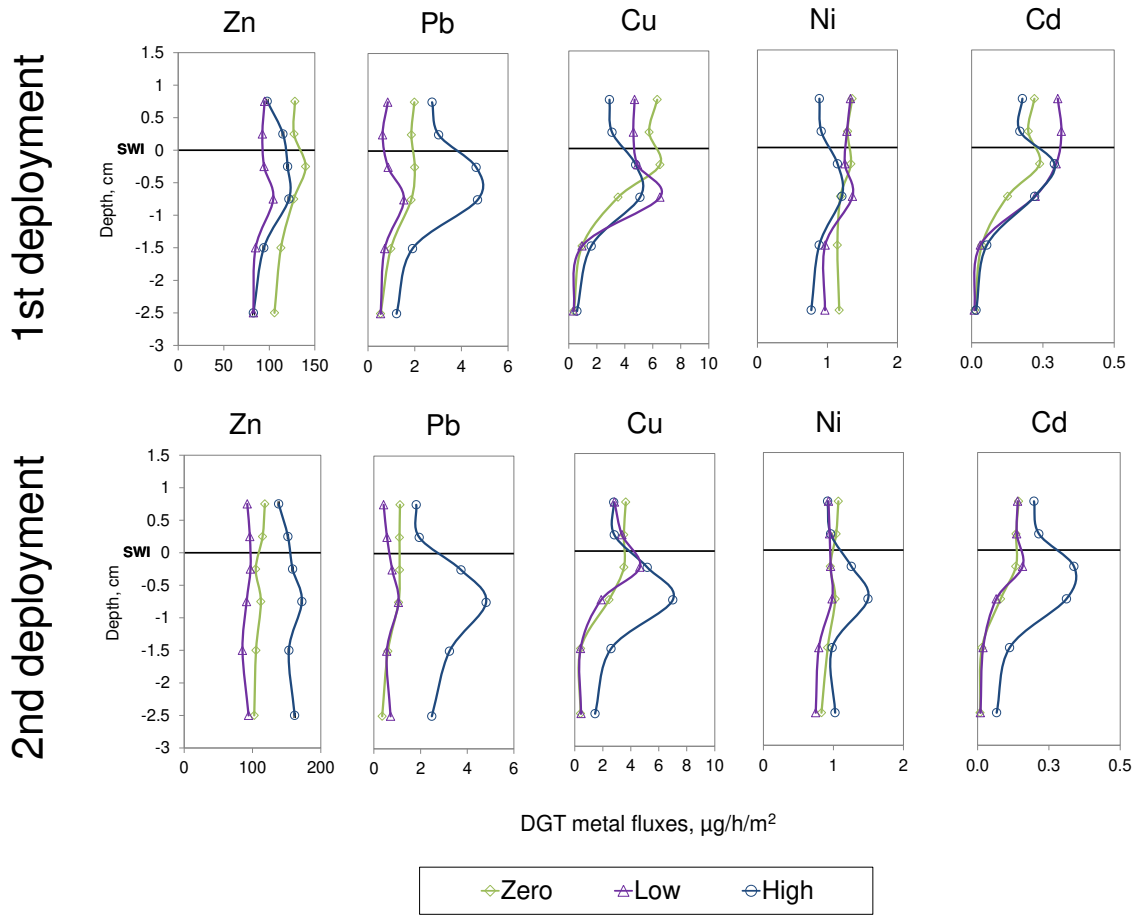 1st deployment
Zn Pb Cu Ni Cd
1.5
1
0.5
SWI 0
-0.5
-1
-1.5
-2
-2.5
-3
Depth, cm
0 50 100 150 0 2 4 6 0 2 4 6 8 10 0 1 2 0.0 0.3 0.5
2nd deployment
Zn Pb Cu Ni Cd
1.5
1
0.5
SWI 0
-0.5
-1
-1.5
-2
-2.5
-3
Depth, cm
0 100 200 0 2 4 6 0 2 4 6 8 10 0 1 2 0.0 0.3 0.5
DGT metal fluxes, µg/h/m²
Zero Low High